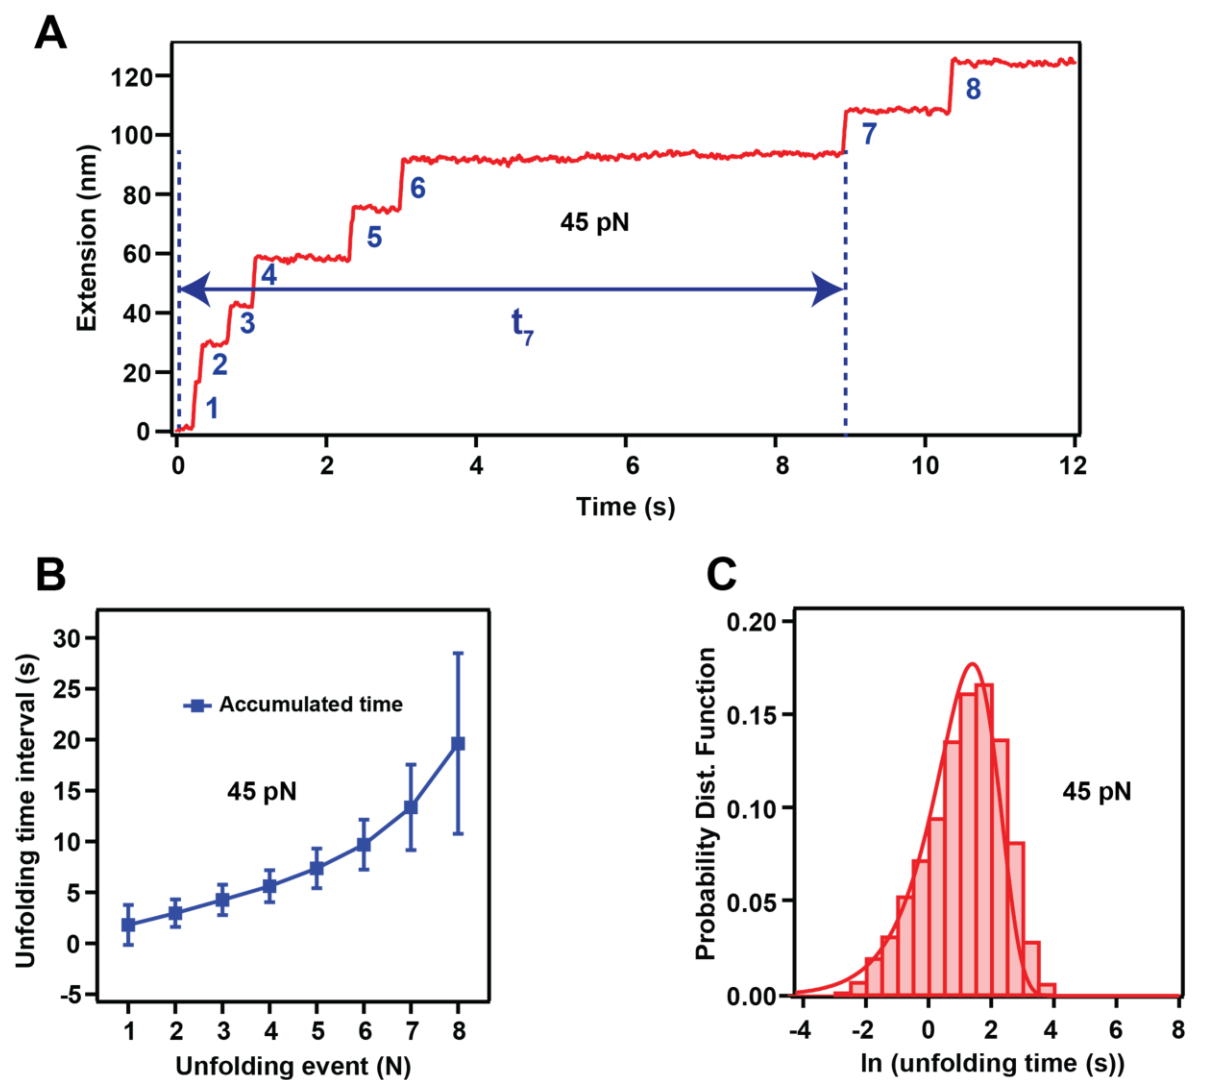 A
Extension (nm)
120
100
80
60
40
20
0
1
2
3
4
5
6
7
8
45 pN
t7
0 2 4 6 8 10 12
Time (s)
B
Unfolding time interval (s)
30
25
20
15
10
5
0
-5
Accumulated time
45 pN
1 2 3 4 5 6 7 8
Unfolding event (N)
C
Probability Dist. Function
0.20
0.15
0.10
0.05
0.00
45 pN
-4 -2 0 2 4 6 8
ln (unfolding time (s))